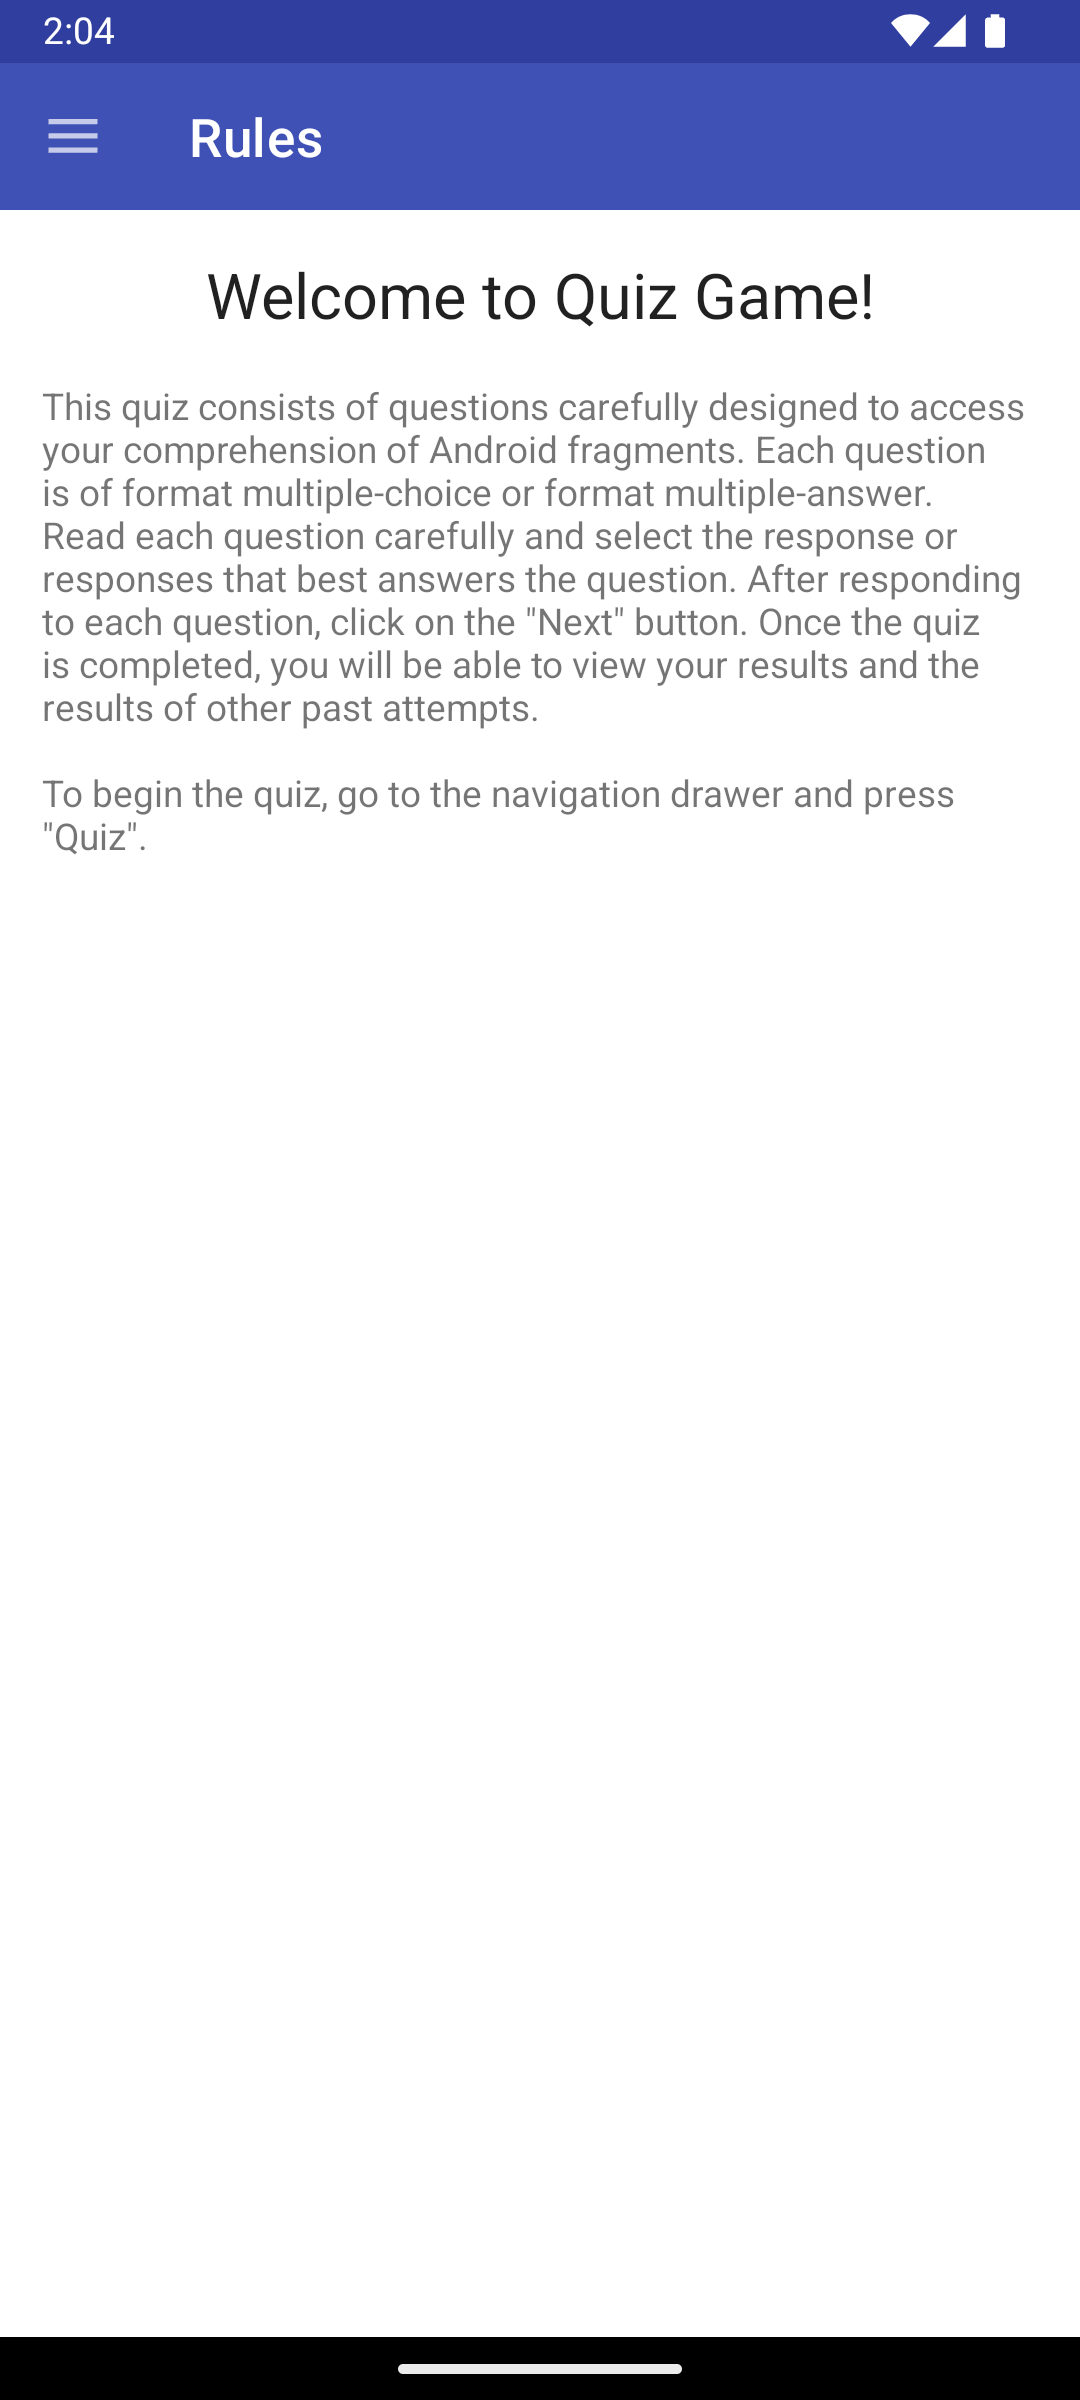 2:04
Rules
Welcome to Quiz Game!
This quiz consists of questions carefully designed to access
your comprehension of Android fragments. Each question
is of format multiple-choice or format multiple-answer.
Read each question carefully and select the response or
responses that best answers the question. After responding
to each question, click on the "Next" button. Once the quiz
is completed, you will be able to view your results and the
results of other past attempts.
To begin the quiz, go to the navigation drawer and press
"Quiz".